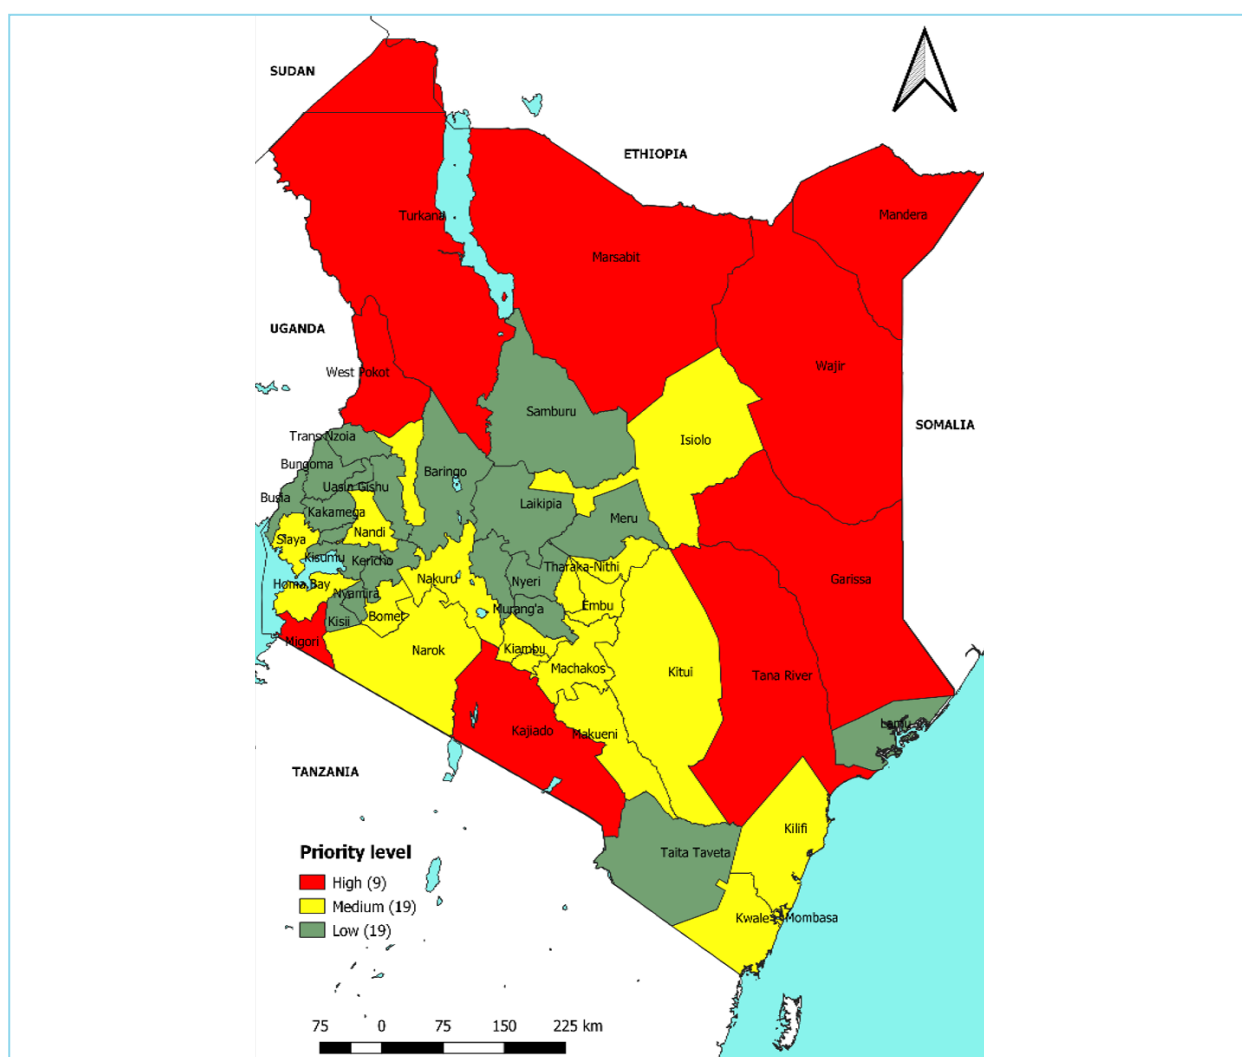 SUDAN
ETHIOPIA
Mandera
Turkana
Marsabit
UGANDA
Wajir
West Pokot
Samburu
SOMALIA
Trans Nzoia
Isiolo
Bungoma
Baringo
Uasin Gishu
Busia
Laikipia
Kakamega
Meru
Nandi
Siaya
Kisumu
Kericho
Tharaka-Nithi
Nakuru
Nyeri
Garissa
Homa Bay
Nyamira
Embu
Murang'a
Bomet
Kisii
Migori
Narok
Kiambu
Machakos
Kitui
Tana River
Lamu
Kajiado
Makueni
TANZANIA
Kilifi
Taita Taveta
Priority level
High (9)
Medium (19)
Kwale
Mombasa
Low (19)
75 0 75 150 225 km